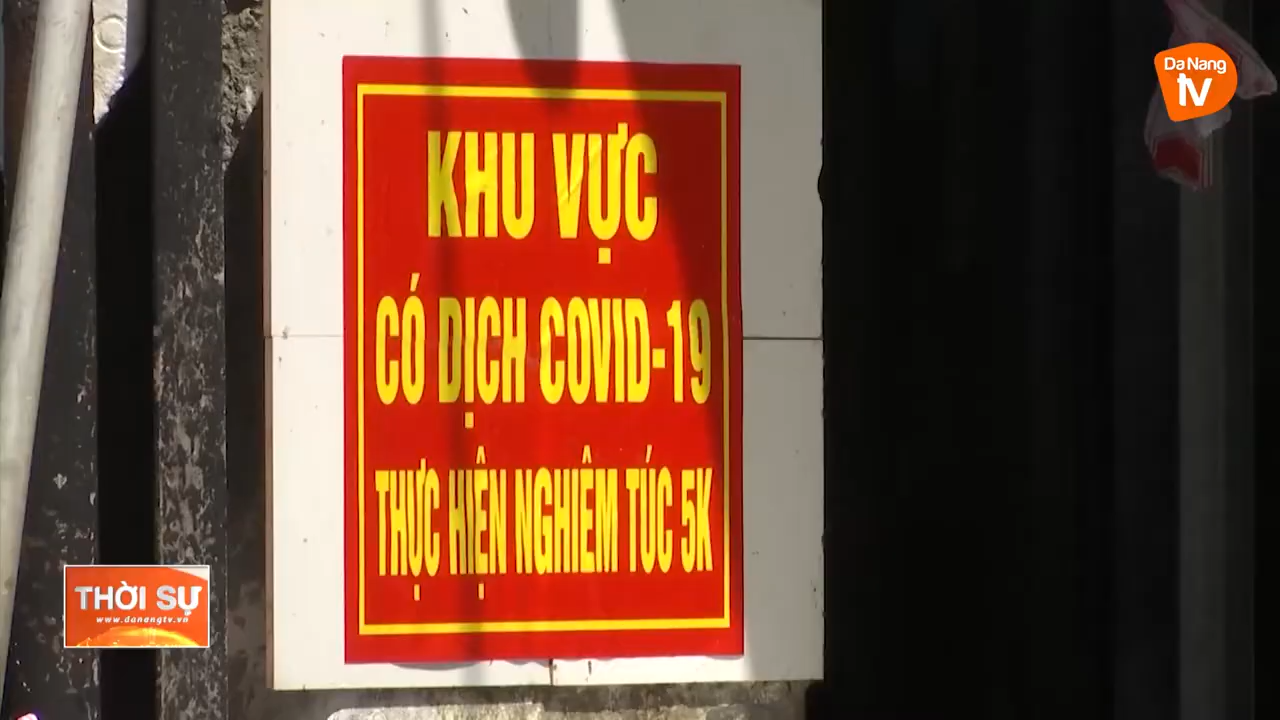 Da Nang
tv
KHU VỰC
CÓ DỊCH COVID-19
THỰC HIỆN NGHIÊM TÚC 5K
THỜI SỰ
www.danangtv.vn